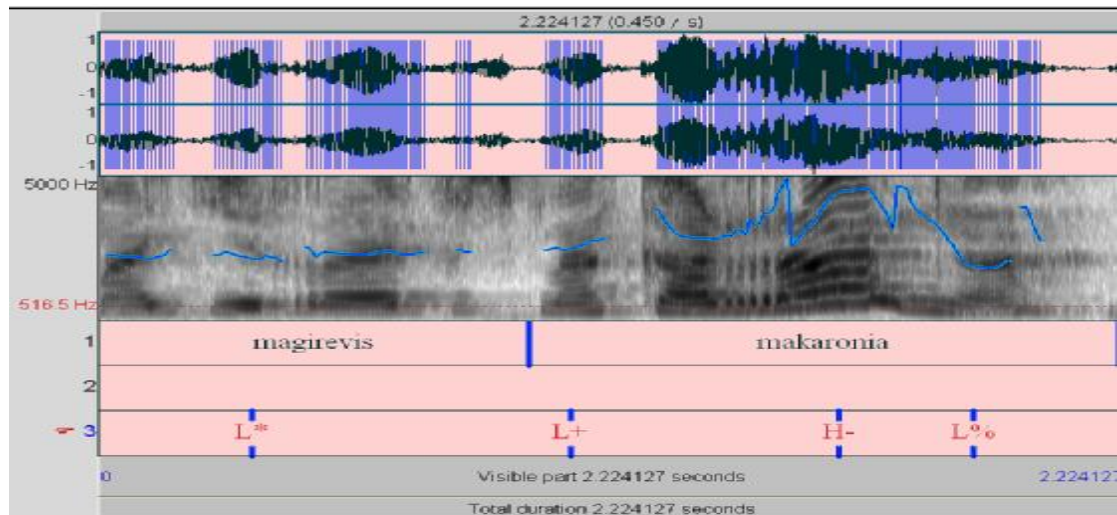 2.224127 (0.450 / s)
1
0
-1
1
0
-1
5000 Hz
516.5 Hz
1 magirevis makaronia
2
3 L* L+ H- L%
0 Visible part 2.224127 seconds 2.224127
Total duration 2.224127 seconds